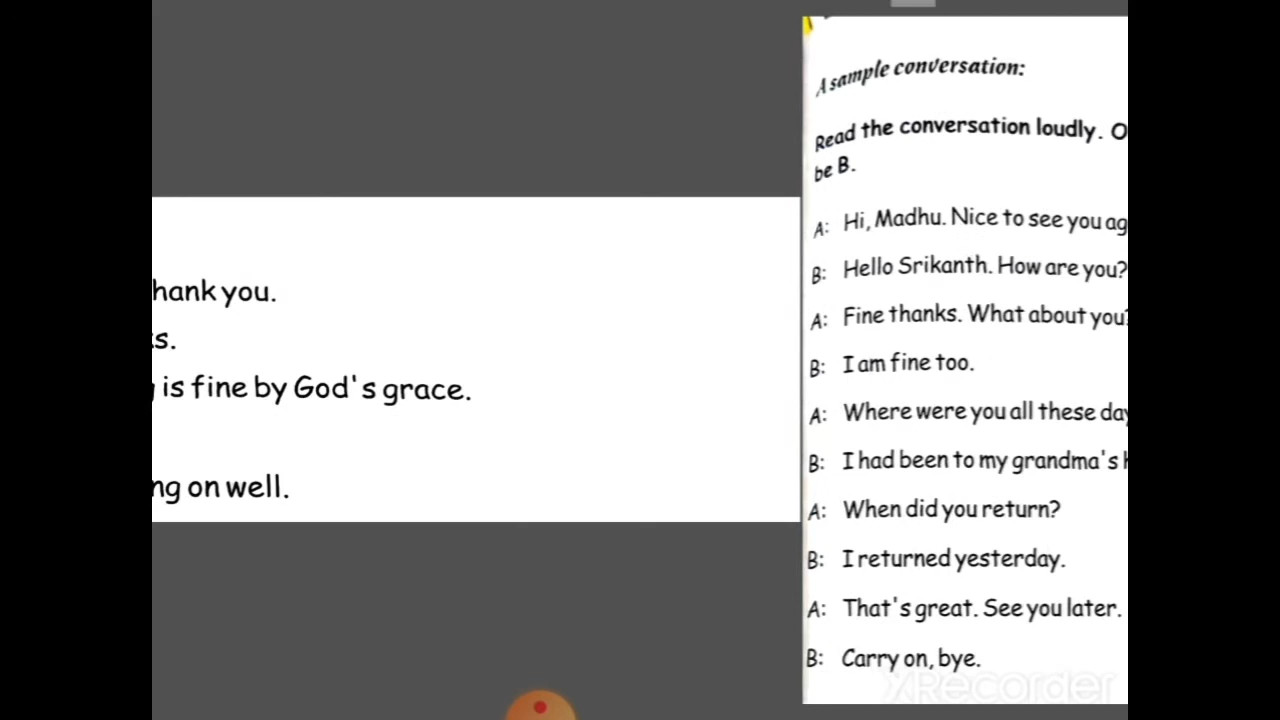 hank you.
s.
is fine by God's grace.
ng on well.
A sample conversation:
Read the conversation loudly. O
be B.
A: Hi, Madhu. Nice to see you ag
B: Hello Srikanth. How are you?
A: Fine thanks. What about you?
B: I am fine too.
A: Where were you all these day
B: I had been to my grandma's h
A: When did you return?
B: I returned yesterday.
A: That's great. See you later.
B: Carry on, bye.
XRecorder